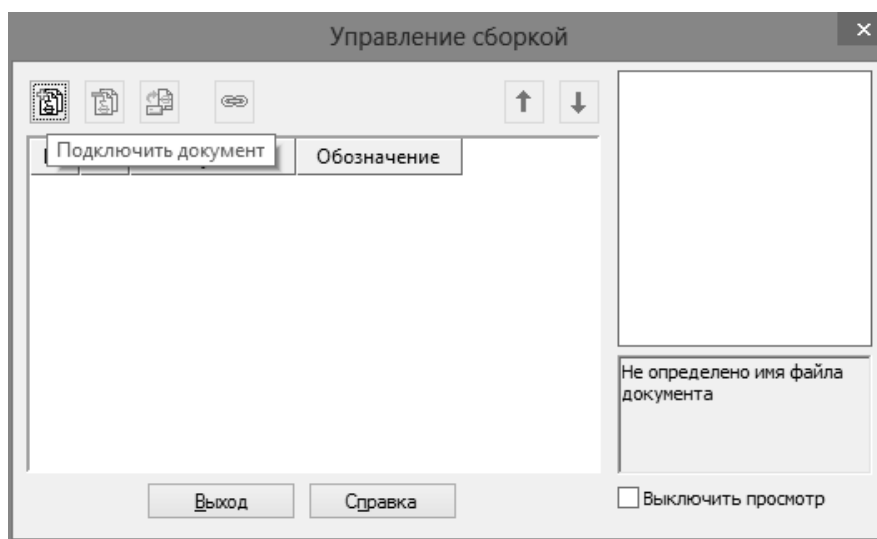 Управление сборкой
Подключить документ
Обозначение
Не определено имя файла
документа
Выход
Справка
Выключить просмотр